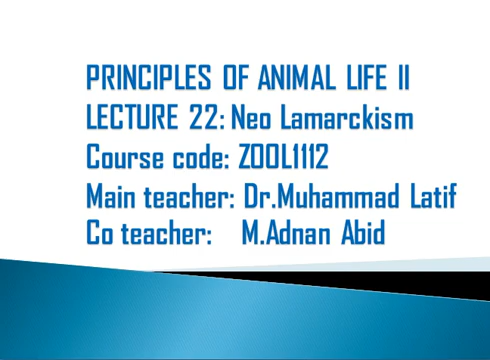 PRINCIPLES OF ANIMAL LIFE II
LECTURE 22: Neo Lamarckism
Course code: ZOOL1112
Main teacher: Dr.Muhammad Latif
Co teacher: M.Adnan Abid